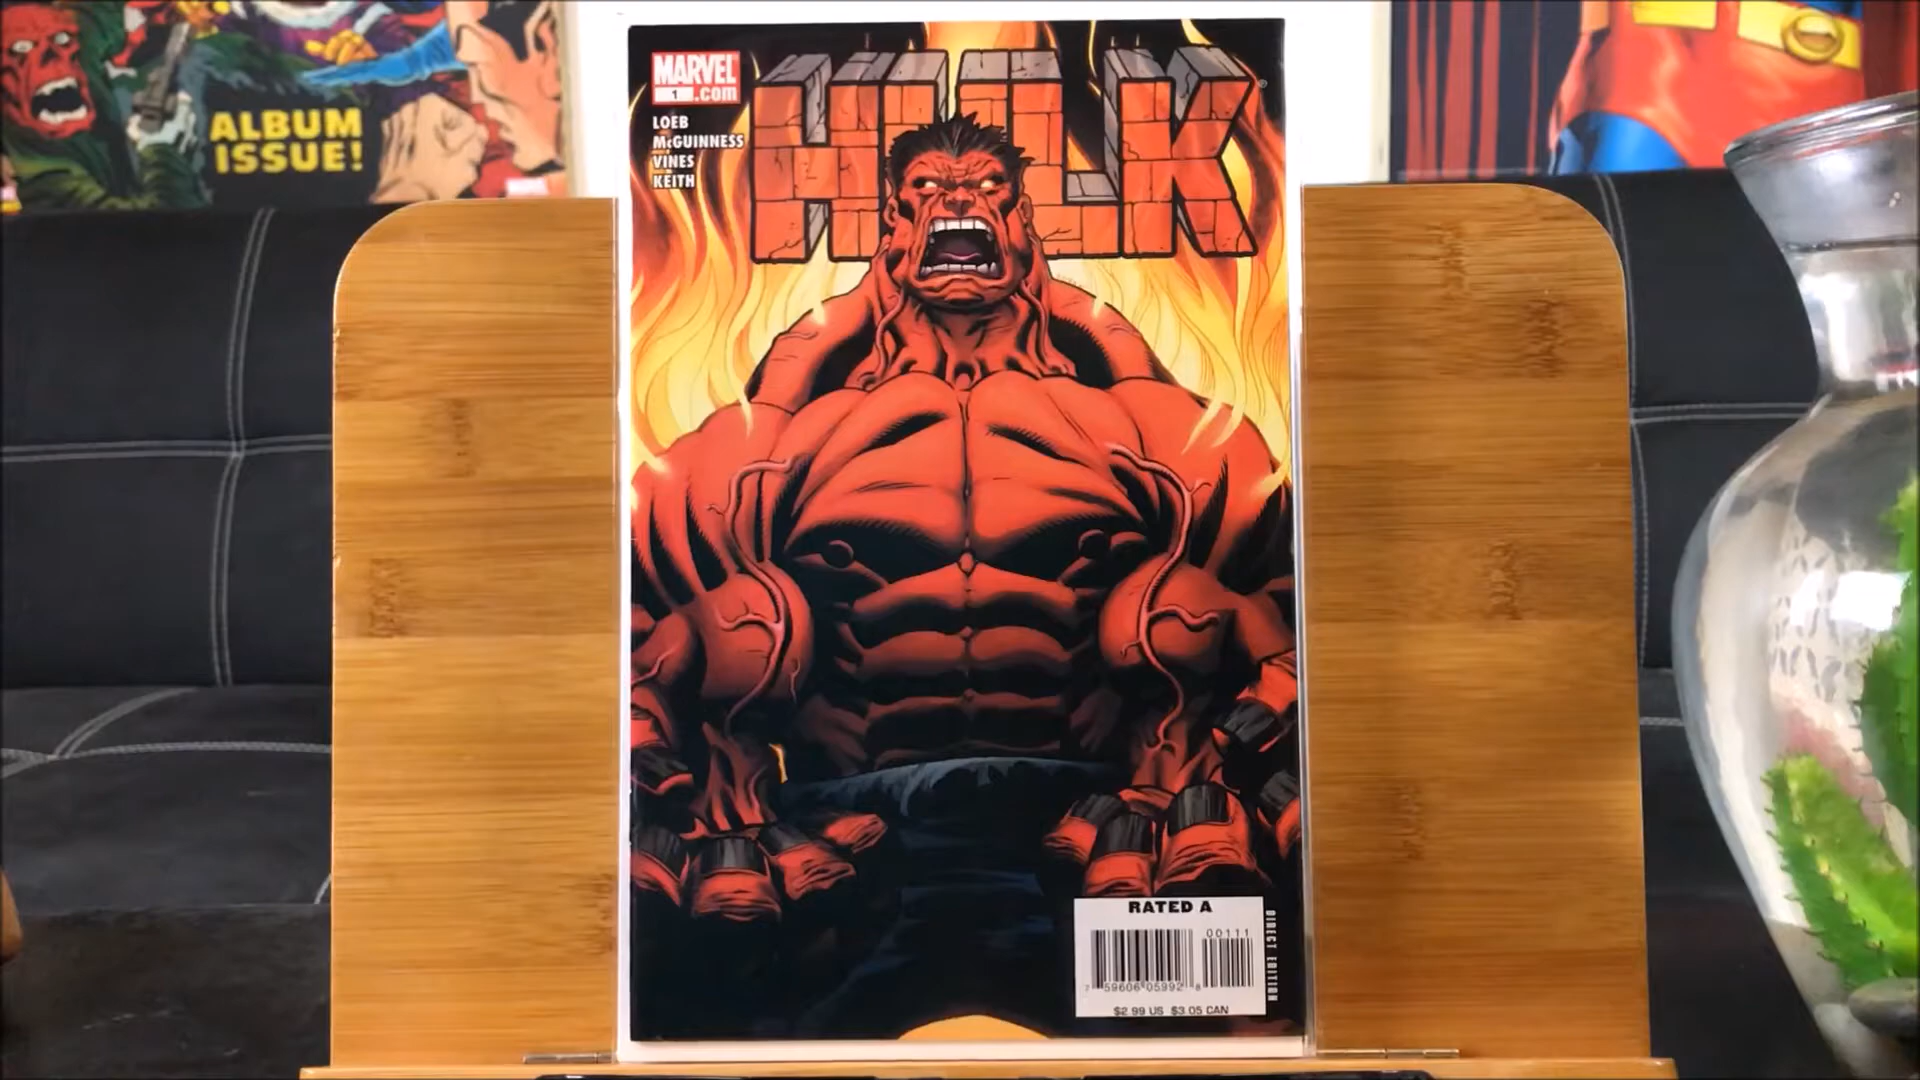 ALBUM
ISSUE!
MARVEL
1 .com
HULK
LOEB
McGUINNESS
VINES
KEITH
RATED A
00111
7 59606 05992 8
$2.99 US $3.05 CAN
DIRECT EDITION